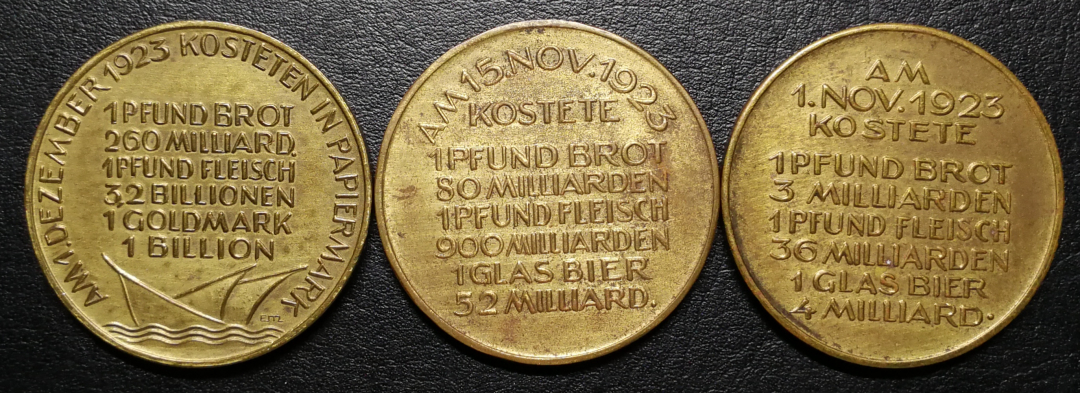 AM 1. DEZEMBER 1923 KOSTETEN IN PAPIERMARK
1 PFUND BROT
260 MILLIARD.
1 PFUND FLEISCH
3,2 BILLIONEN
1 GOLDMARK
1 BILLION
AM 15. NOV. 1923
KOSTETE
1 PFUND BROT
80 MILLIARDEN
1 PFUND FLEISCH
900 MILLIARDEN
1 GLAS BIER
52 MILLIARD.
AM
1. NOV. 1923
KOSTETE
1 PFUND BROT
3 MILLIARDEN
1 PFUND FLEISCH
36 MILLIARDEN
1 GLAS BIER
4 MILLIARD.